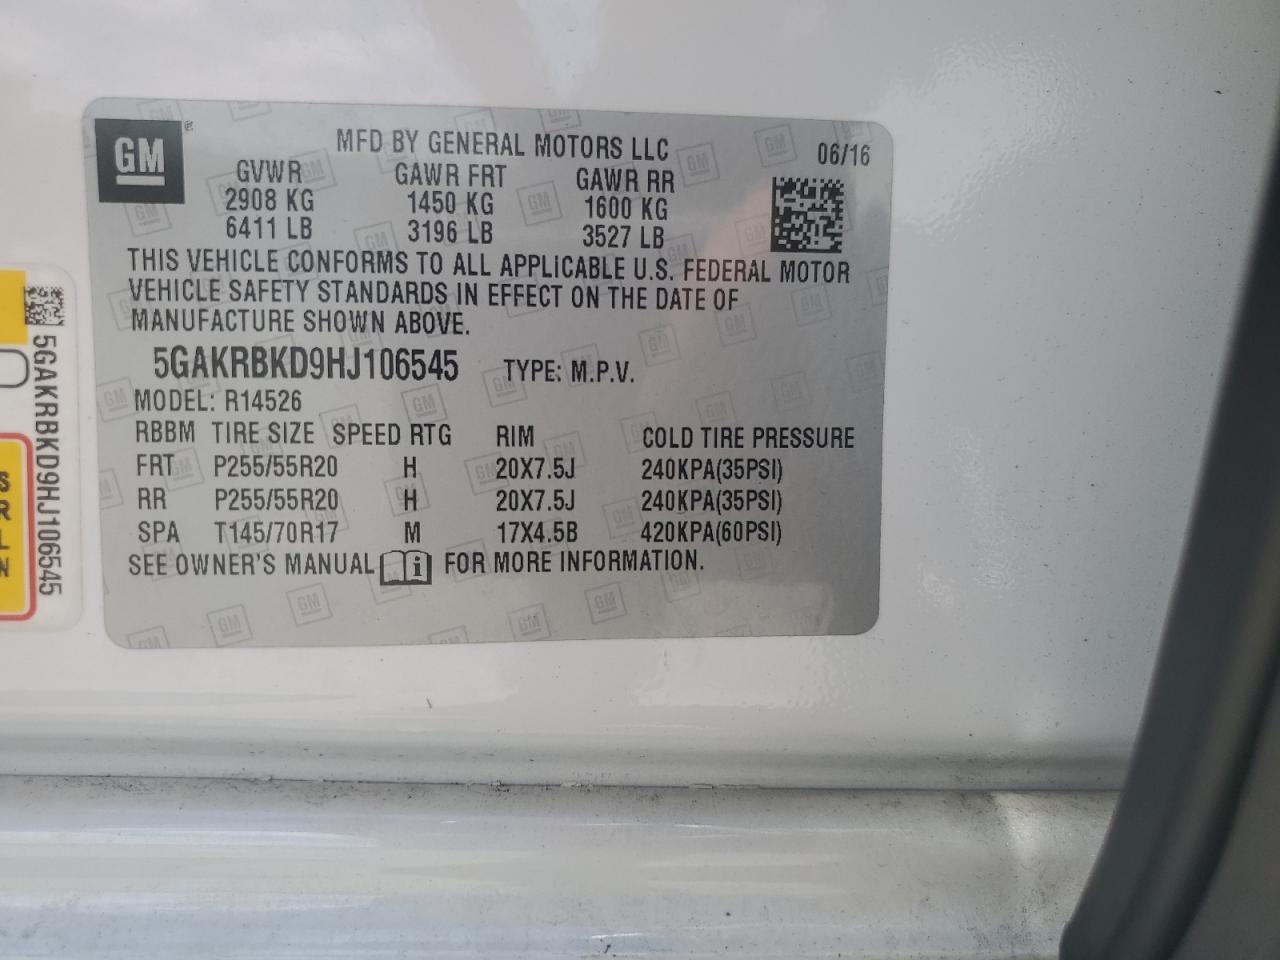 GM
MFD BY GENERAL MOTORS LLC 06/16
GVWR GAWR FRT GAWR RR
2908 KG 1450 KG 1600 KG
6411 LB 3196 LB 3527 LB
THIS VEHICLE CONFORMS TO ALL APPLICABLE U.S. FEDERAL MOTOR
VEHICLE SAFETY STANDARDS IN EFFECT ON THE DATE OF
MANUFACTURE SHOWN ABOVE.
5GAKRBKD9HJ106545 TYPE: M.P.V.
MODEL: R14526
RBBM TIRE SIZE SPEED RTG RIM COLD TIRE PRESSURE
FRT P255/55R20 H 20X7.5J 240KPA(35PSI)
RR P255/55R20 H 20X7.5J 240KPA(35PSI)
SPA T145/70R17 M 17X4.5B 420KPA(60PSI)
SEE OWNER'S MANUAL i FOR MORE INFORMATION.
5GAKRBKD9HJ106545
S
R
L
N